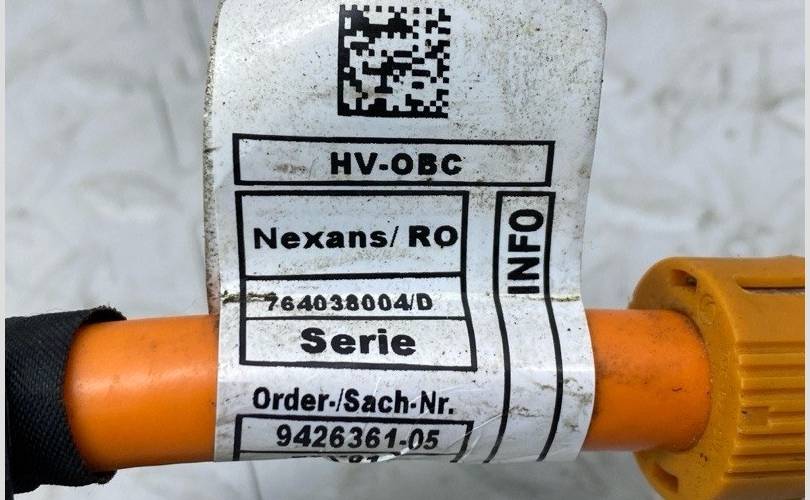 HV-OBC
Nexans/ RO
INFO
764038004/D
Serie
Order-/Sach-Nr.
9426361-05